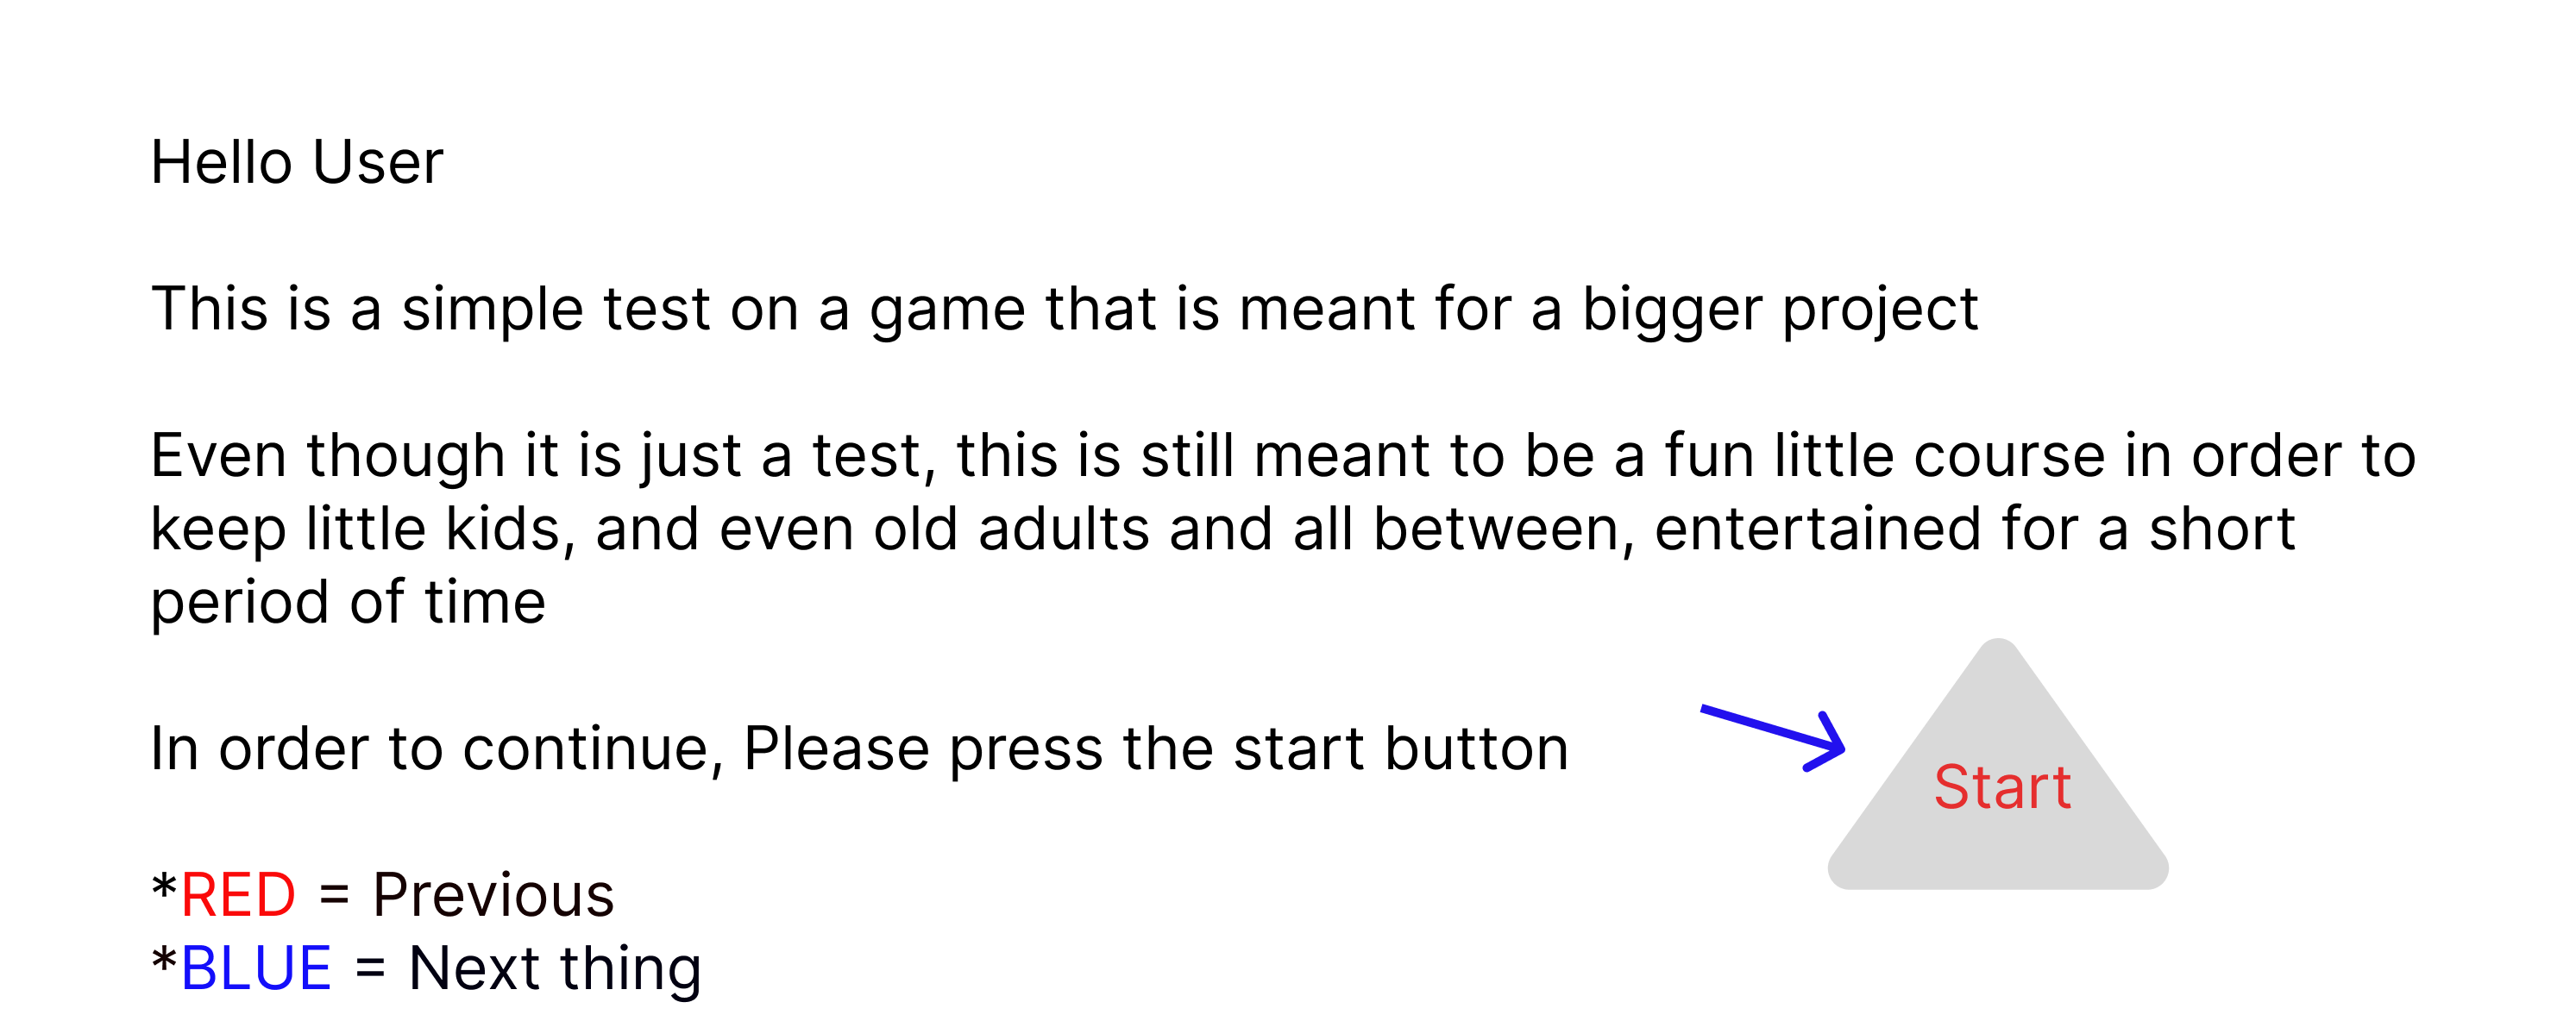 Hello User
This is a simple test on a game that is meant for a bigger project
Even though it is just a test, this is still meant to be a fun little course in order to
keep little kids, and even old adults and all between, entertained for a short
period of time
In order to continue, Please press the start button
Start
*RED = Previous
*BLUE = Next thing